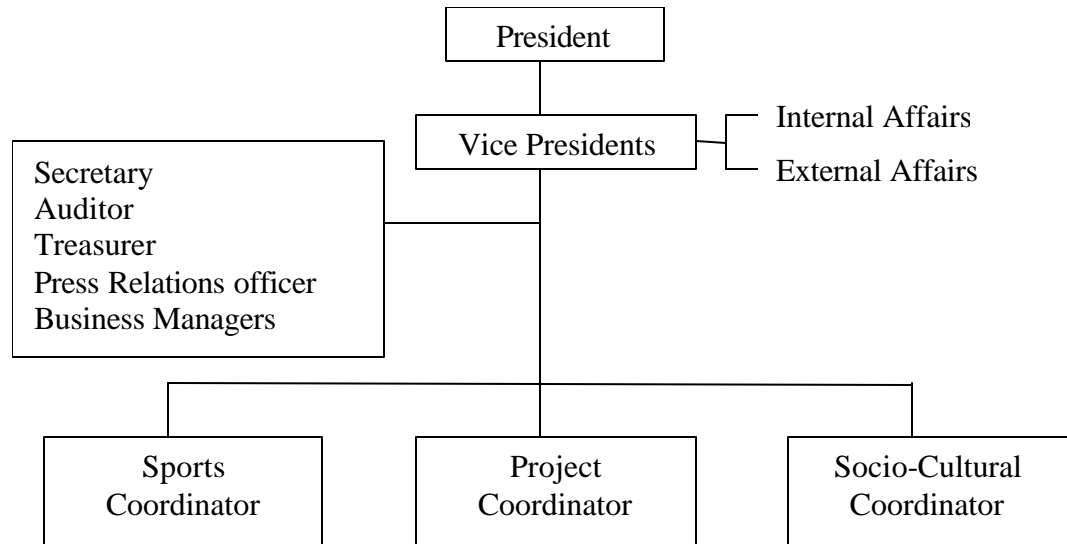 President
Vice Presidents
Internal Affairs
External Affairs
Secretary
Auditor
Treasurer
Press Relations officer
Business Managers
Sports
Coordinator
Project
Coordinator
Socio-Cultural
Coordinator